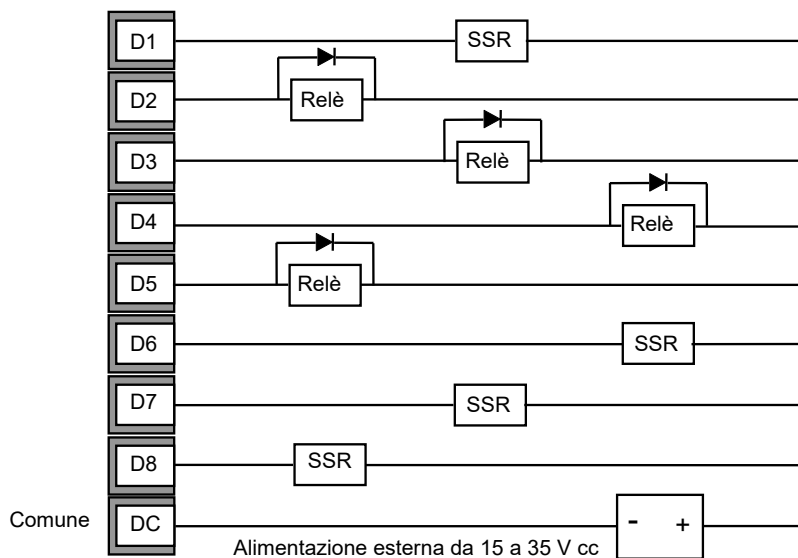 D1 SSR
D2 Relè
D3 Relè
D4 Relè
D5 Relè
D6 SSR
D7 SSR
D8 SSR
Comune DC - +
Alimentazione esterna da 15 a 35 V cc